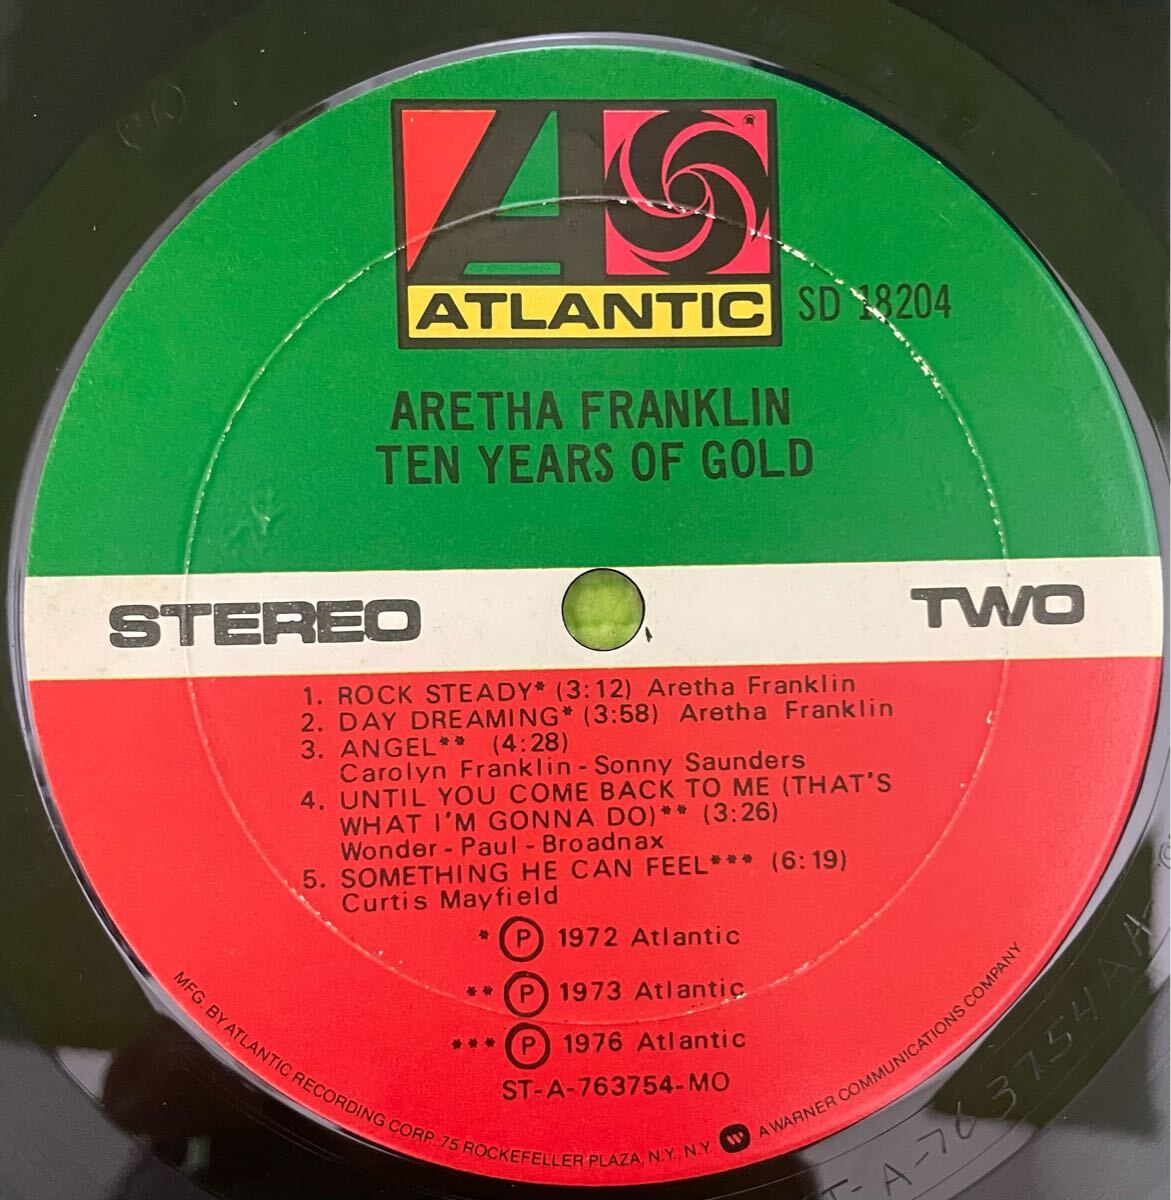 ATLANTIC
SD 18204
ARETHA FRANKLIN
TEN YEARS OF GOLD
STEREO
TWO
1. ROCK STEADY* (3:12) Aretha Franklin
2. DAY DREAMING* (3:58) Aretha Franklin
3. ANGEL** (4:28)
Carolyn Franklin - Sonny Saunders
4. UNTIL YOU COME BACK TO ME (THAT'S
WHAT I'M GONNA DO)** (3:26)
Wonder - Paul - Broadnax
5. SOMETHING HE CAN FEEL*** (6:19)
Curtis Mayfield
* Ⓟ 1972 Atlantic
** Ⓟ 1973 Atlantic
*** Ⓟ 1976 Atlantic
ST-A-763754-MO
MFG. BY ATLANTIC RECORDING CORP., 75 ROCKEFELLER PLAZA, N.Y., N.Y. A WARNER COMMUNICATIONS COMPANY
T-A-763754AA-